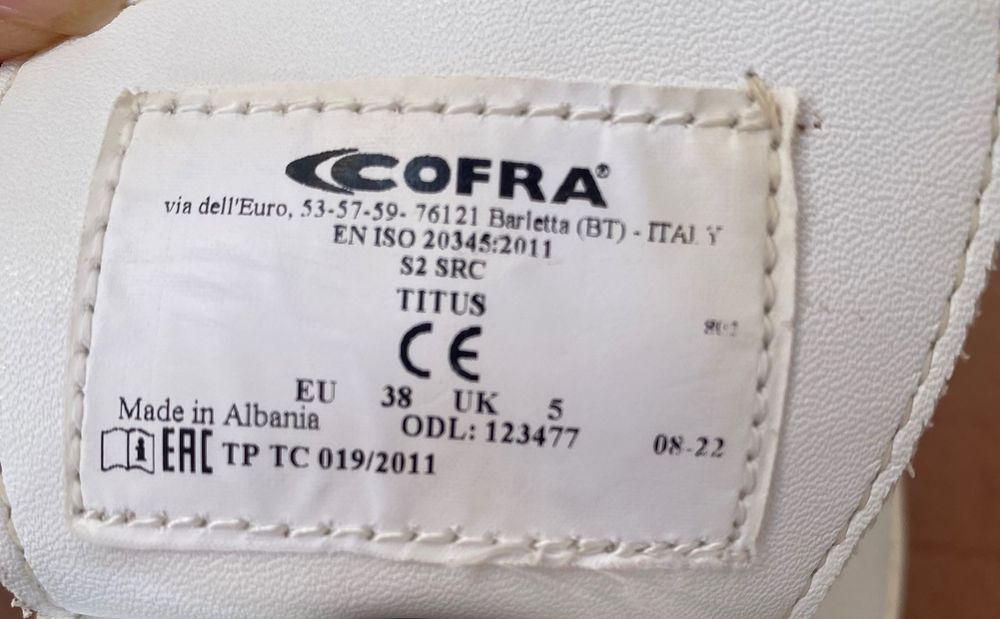 COFRA®
via dell'Euro, 53-57-59- 76121 Barletta (BT) - ITALY
EN ISO 20345:2011
S2 SRC
TITUS
CE
EU 38 UK 5
Made in Albania
ODL: 123477
08-22
EAC TP TC 019/2011